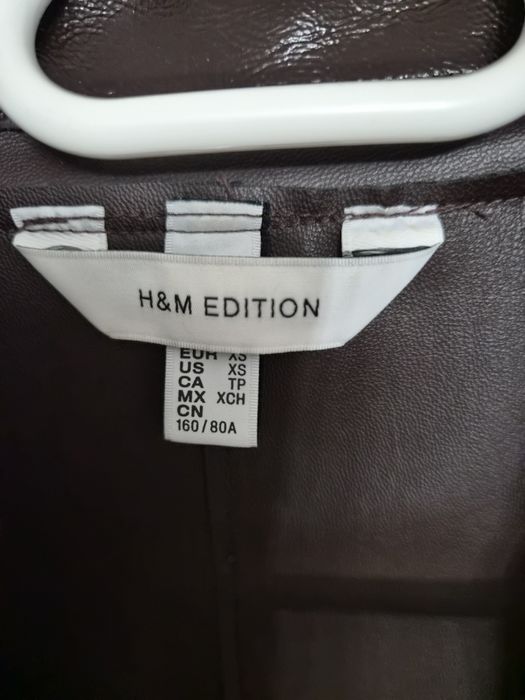 H&M EDITION
EUR XS
US XS
CA TP
MX XCH
CN
160/80A